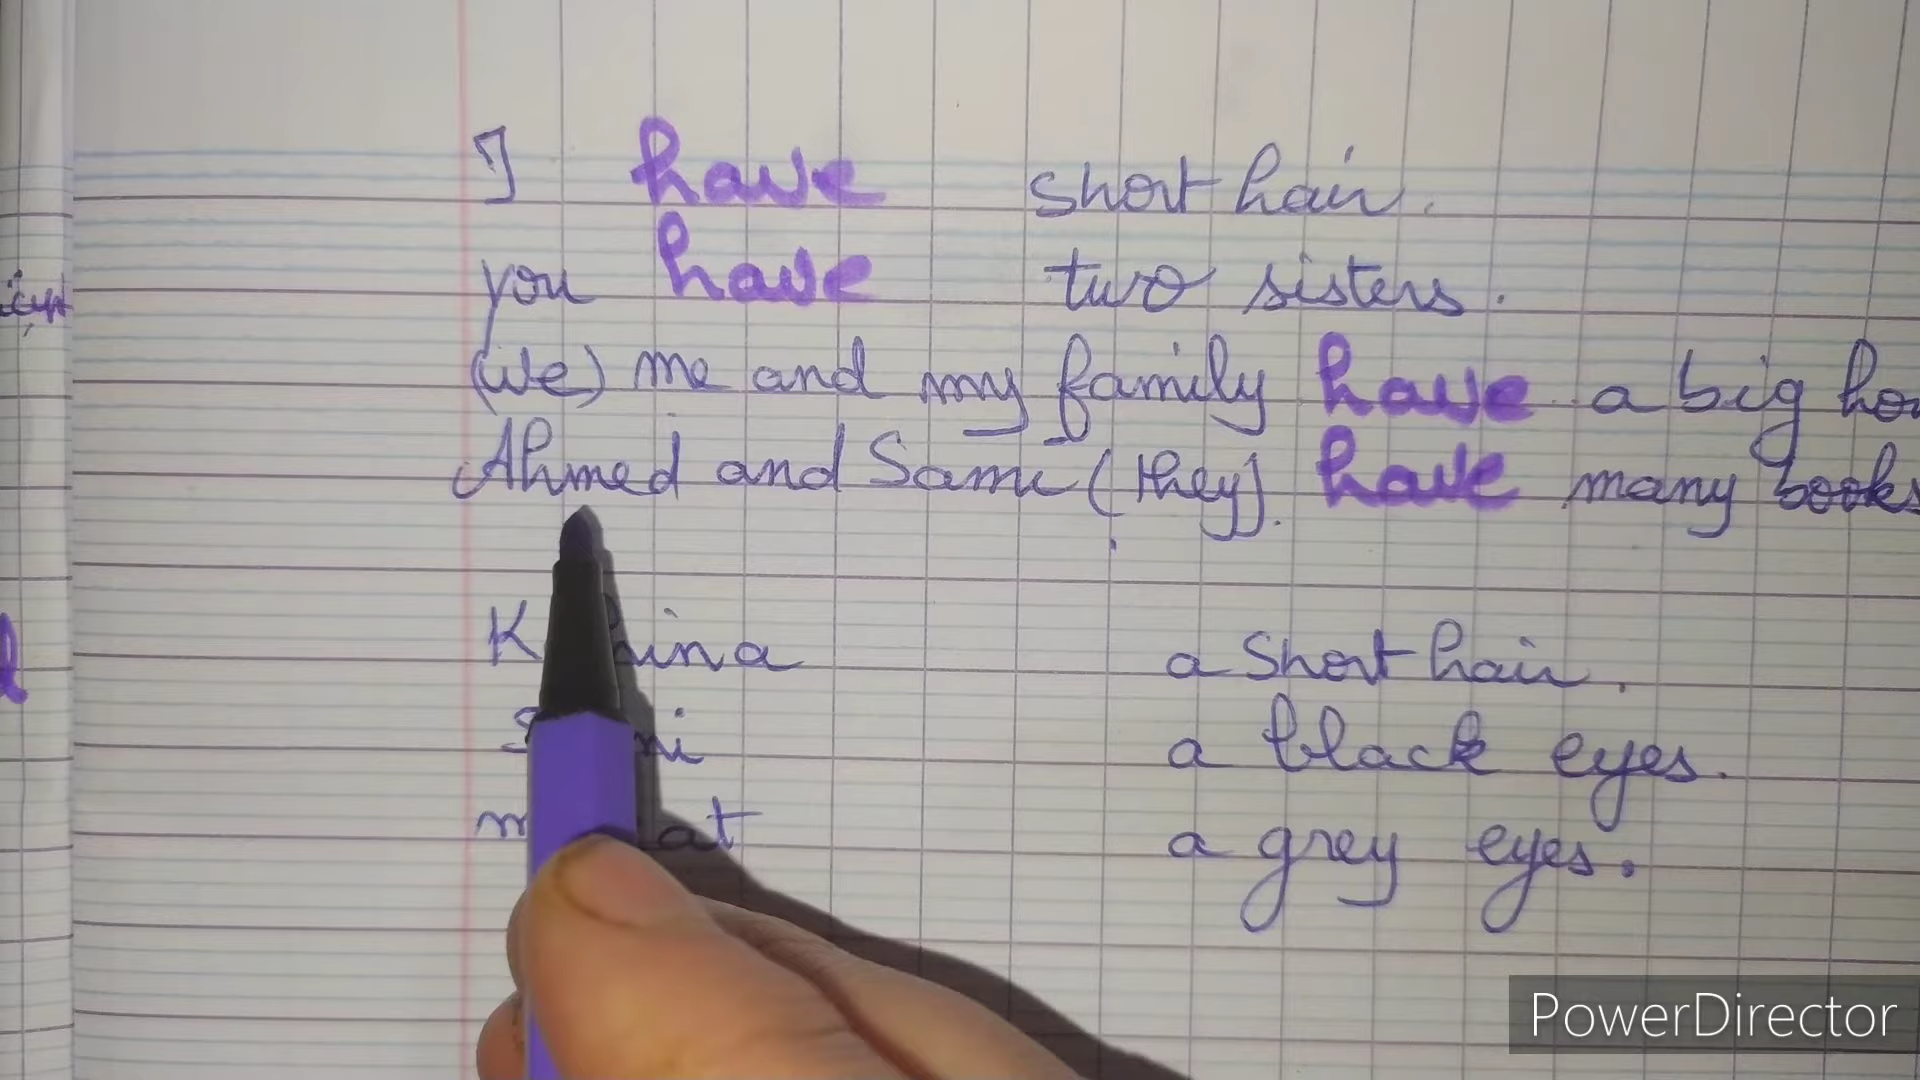 I have short hair.
you have two sisters.
(we) me and my family have a big
Ahmed and Sami (they). have many books
a short hair.
a black eyes.
a grey eyes.
PowerDirector